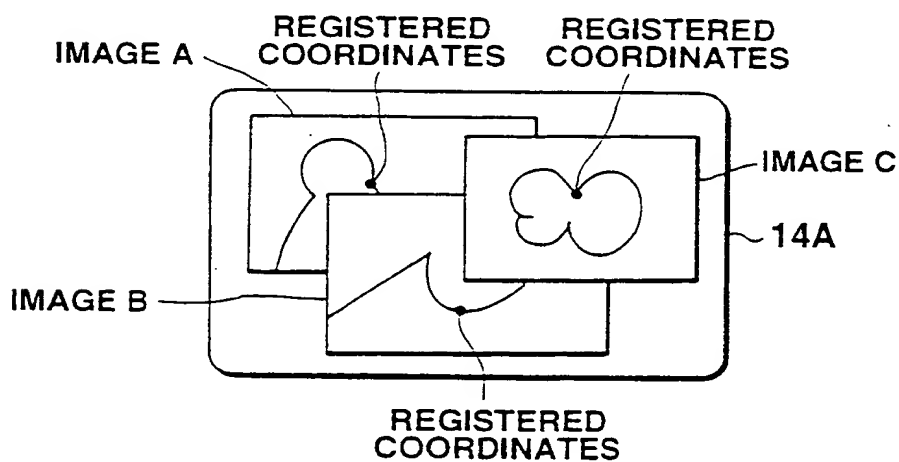 REGISTERED
COORDINATES
REGISTERED
COORDINATES
IMAGE A
IMAGE C
14A
IMAGE B
REGISTERED
COORDINATES